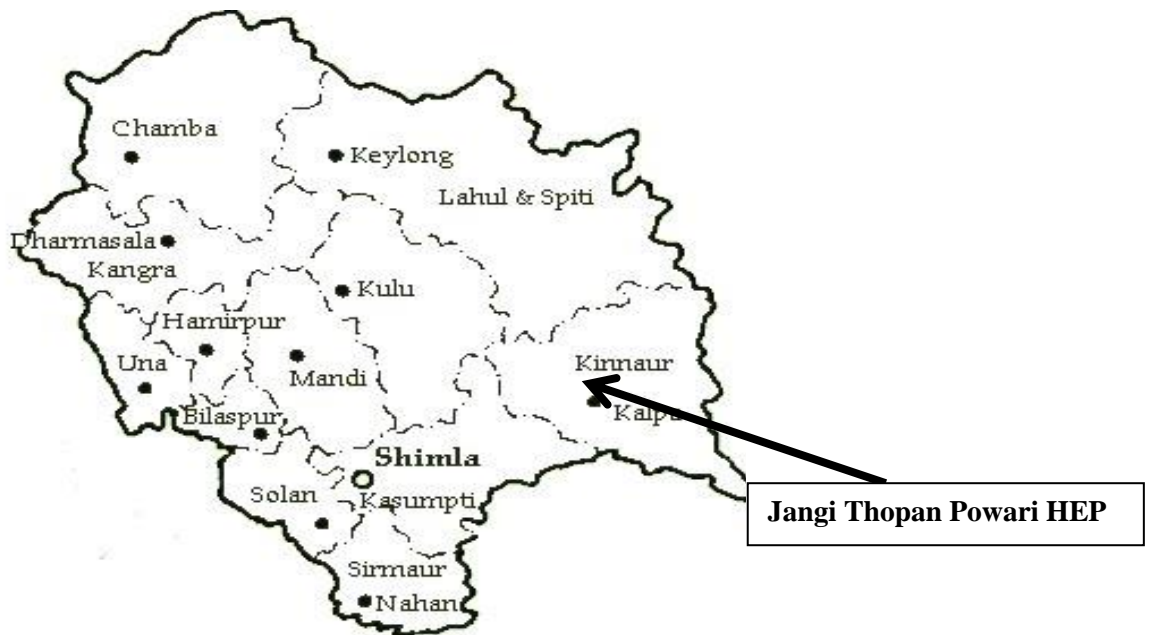 Chamba
Keylong
Lahul & Spiti
Dharmasala
Kangra
Kulu
Hamirpur
Una
Mandi
Kinnaur
Kalpa
Bilaspur
Shimla
Solan
Kasumpti
Jangi Thopan Powari HEP
Sirmaur
Nahan